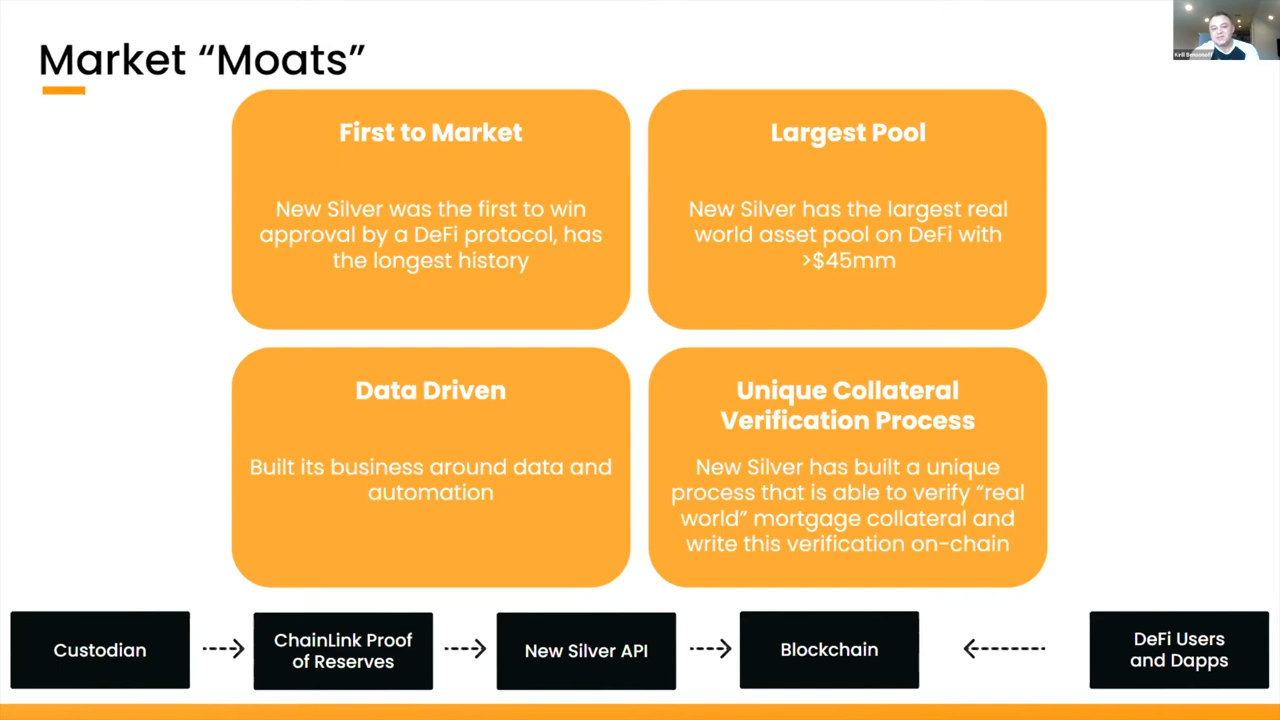 Market “Moats”
Kirill Bensonoff
First to Market
New Silver was the first to win
approval by a DeFi protocol, has
the longest history
Largest Pool
New Silver has the largest real
world asset pool on DeFi with
>$45mm
Data Driven
Built its business around data and
automation
Unique Collateral
Verification Process
New Silver has built a unique
process that is able to verify “real
world” mortgage collateral and
write this verification on-chain
Custodian
ChainLink Proof
of Reserves
New Silver API
Blockchain
DeFi Users
and Dapps